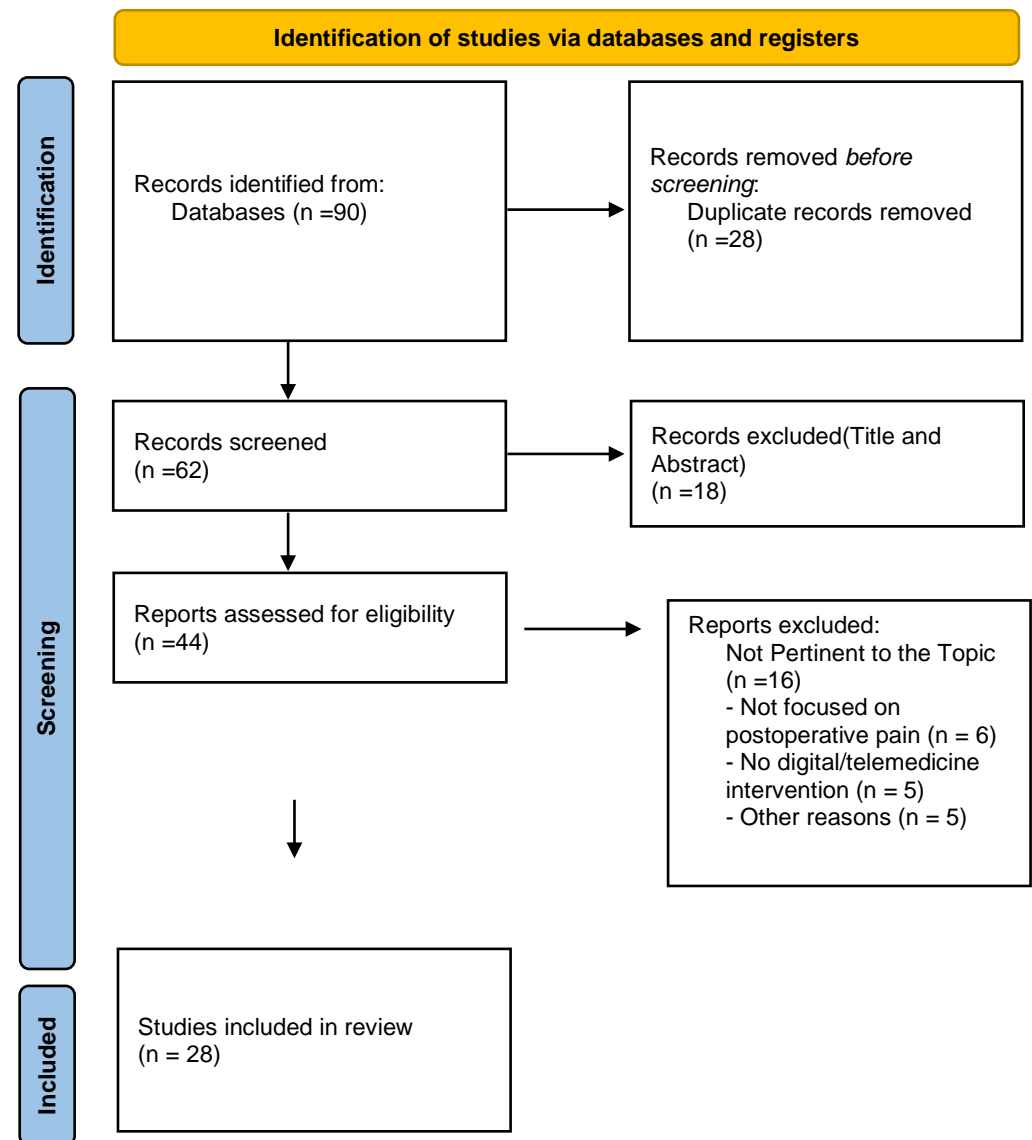 Identification of studies via databases and registers
Identification
Records identified from:
Databases (n =90)
Records removed before
screening:
Duplicate records removed
(n =28)
Screening
Records screened
(n =62)
Records excluded(Title and
Abstract)
(n =18)
Reports assessed for eligibility
(n =44)
Reports excluded:
Not Pertinent to the Topic
(n =16)
- Not focused on
postoperative pain (n = 6)
- No digital/telemedicine
intervention (n = 5)
- Other reasons (n = 5)
Included
Studies included in review
(n = 28)